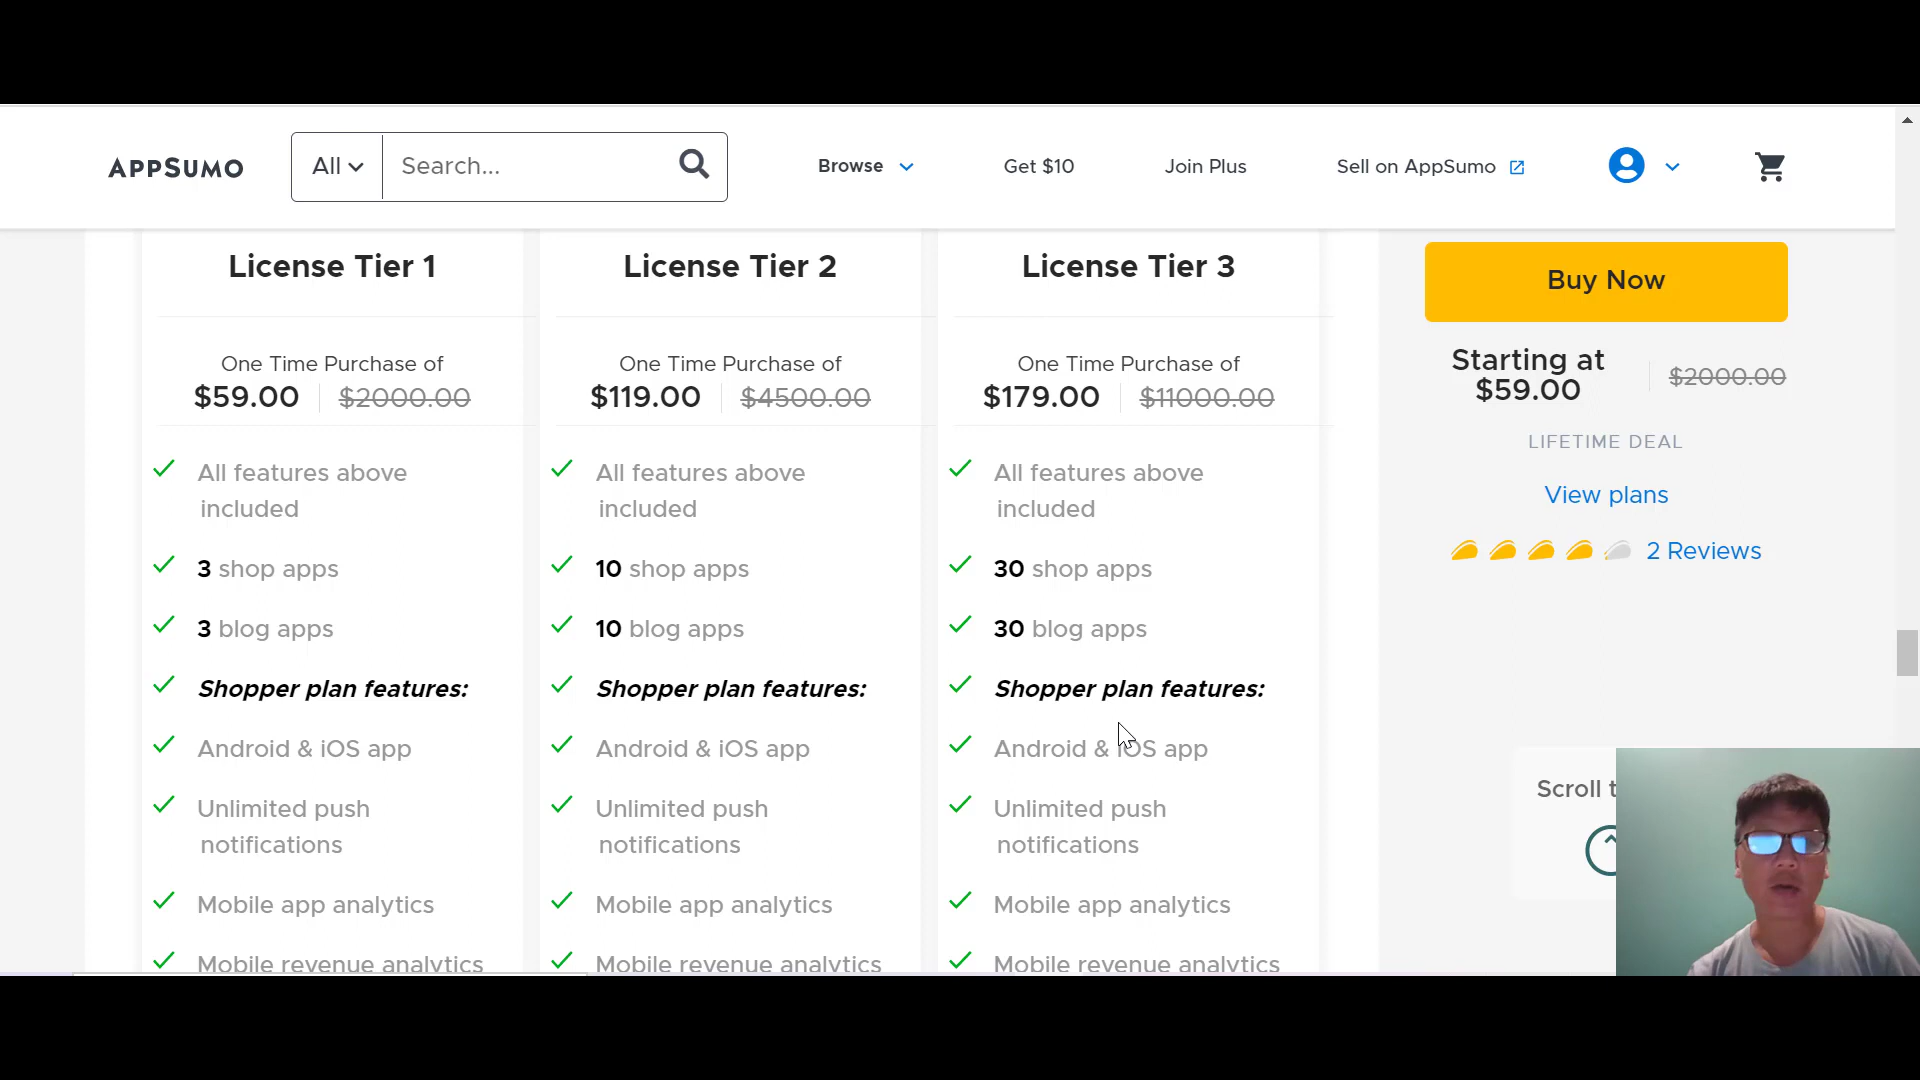 APPSUMO
All
Search...
Browse
Get $10
Join Plus
Sell on AppSumo
License Tier 1
One Time Purchase of
$59.00 $2000.00
All features above
included
3 shop apps
3 blog apps
Shopper plan features:
Android & iOS app
Unlimited push
notifications
Mobile app analytics
Mobile revenue analytics
License Tier 2
One Time Purchase of
$119.00 $4500.00
All features above
included
10 shop apps
10 blog apps
Shopper plan features:
Android & iOS app
Unlimited push
notifications
Mobile app analytics
Mobile revenue analytics
License Tier 3
One Time Purchase of
$179.00 $11000.00
All features above
included
30 shop apps
30 blog apps
Shopper plan features:
Android & iOS app
Unlimited push
notifications
Mobile app analytics
Mobile revenue analytics
Buy Now
Starting at
$59.00
$2000.00
LIFETIME DEAL
View plans
2 Reviews
Scroll t